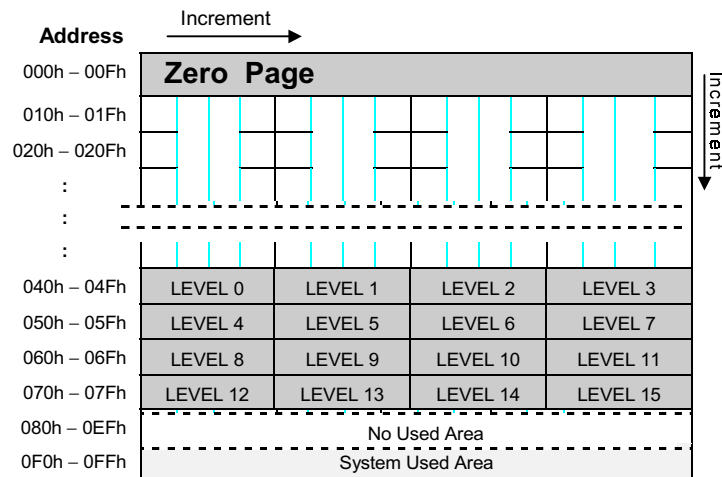 Increment
Address
000h – 00Fh Zero Page
Increment
010h – 01Fh
020h – 020Fh
:
:
:
040h – 04Fh LEVEL 0 LEVEL 1 LEVEL 2 LEVEL 3
050h – 05Fh LEVEL 4 LEVEL 5 LEVEL 6 LEVEL 7
060h – 06Fh LEVEL 8 LEVEL 9 LEVEL 10 LEVEL 11
070h – 07Fh LEVEL 12 LEVEL 13 LEVEL 14 LEVEL 15
080h – 0EFh No Used Area
0F0h – 0FFh System Used Area